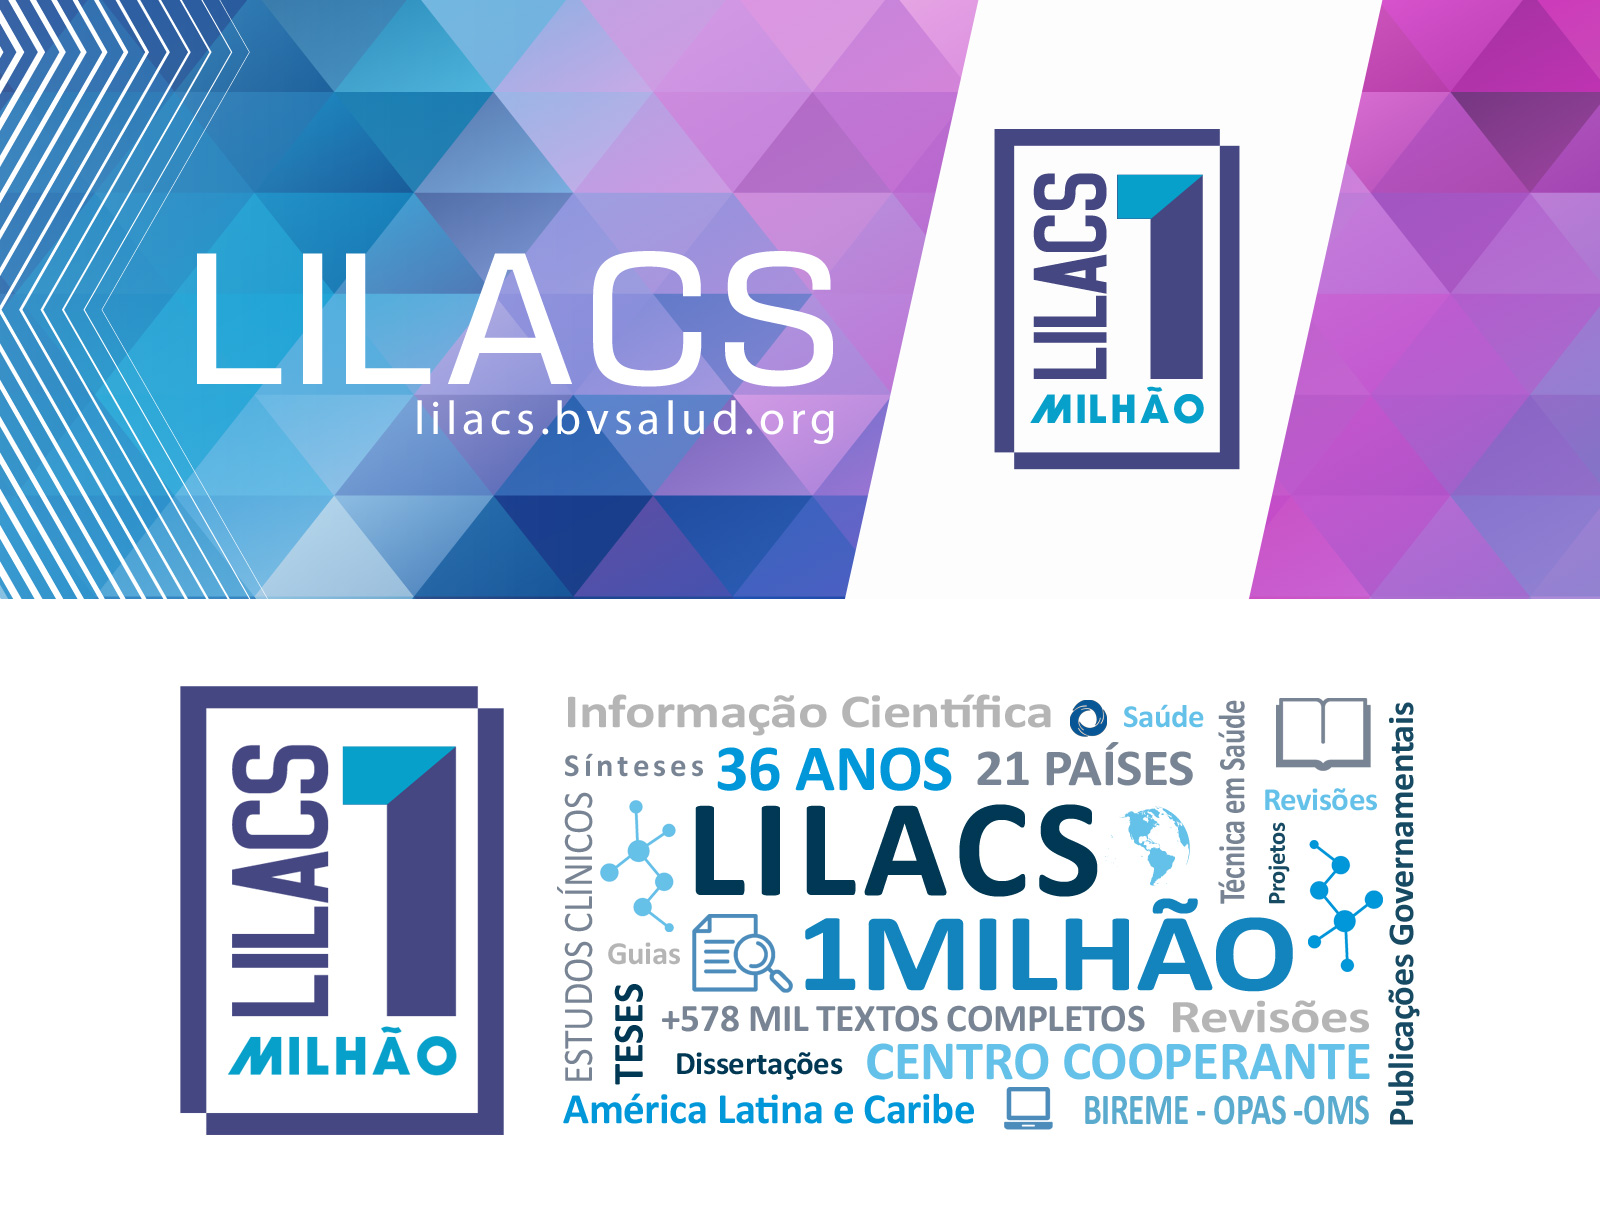 LILACS
lilacs.bvsalud.org
LILACS
1
MILHÃO
LILACS
1
MILHÃO
Informação Científica
Saúde
Sínteses
36 ANOS
21 PAÍSES
Técnica em Saúde
Revisões
Projetos
Publicações Governamentais
ESTUDOS CLÍNICOS
LILACS
1MILHÃO
Guias
TESES
+578 MIL TEXTOS COMPLETOS
Revisões
Dissertações
CENTRO COOPERANTE
América Latina e Caribe
BIREME - OPAS -OMS